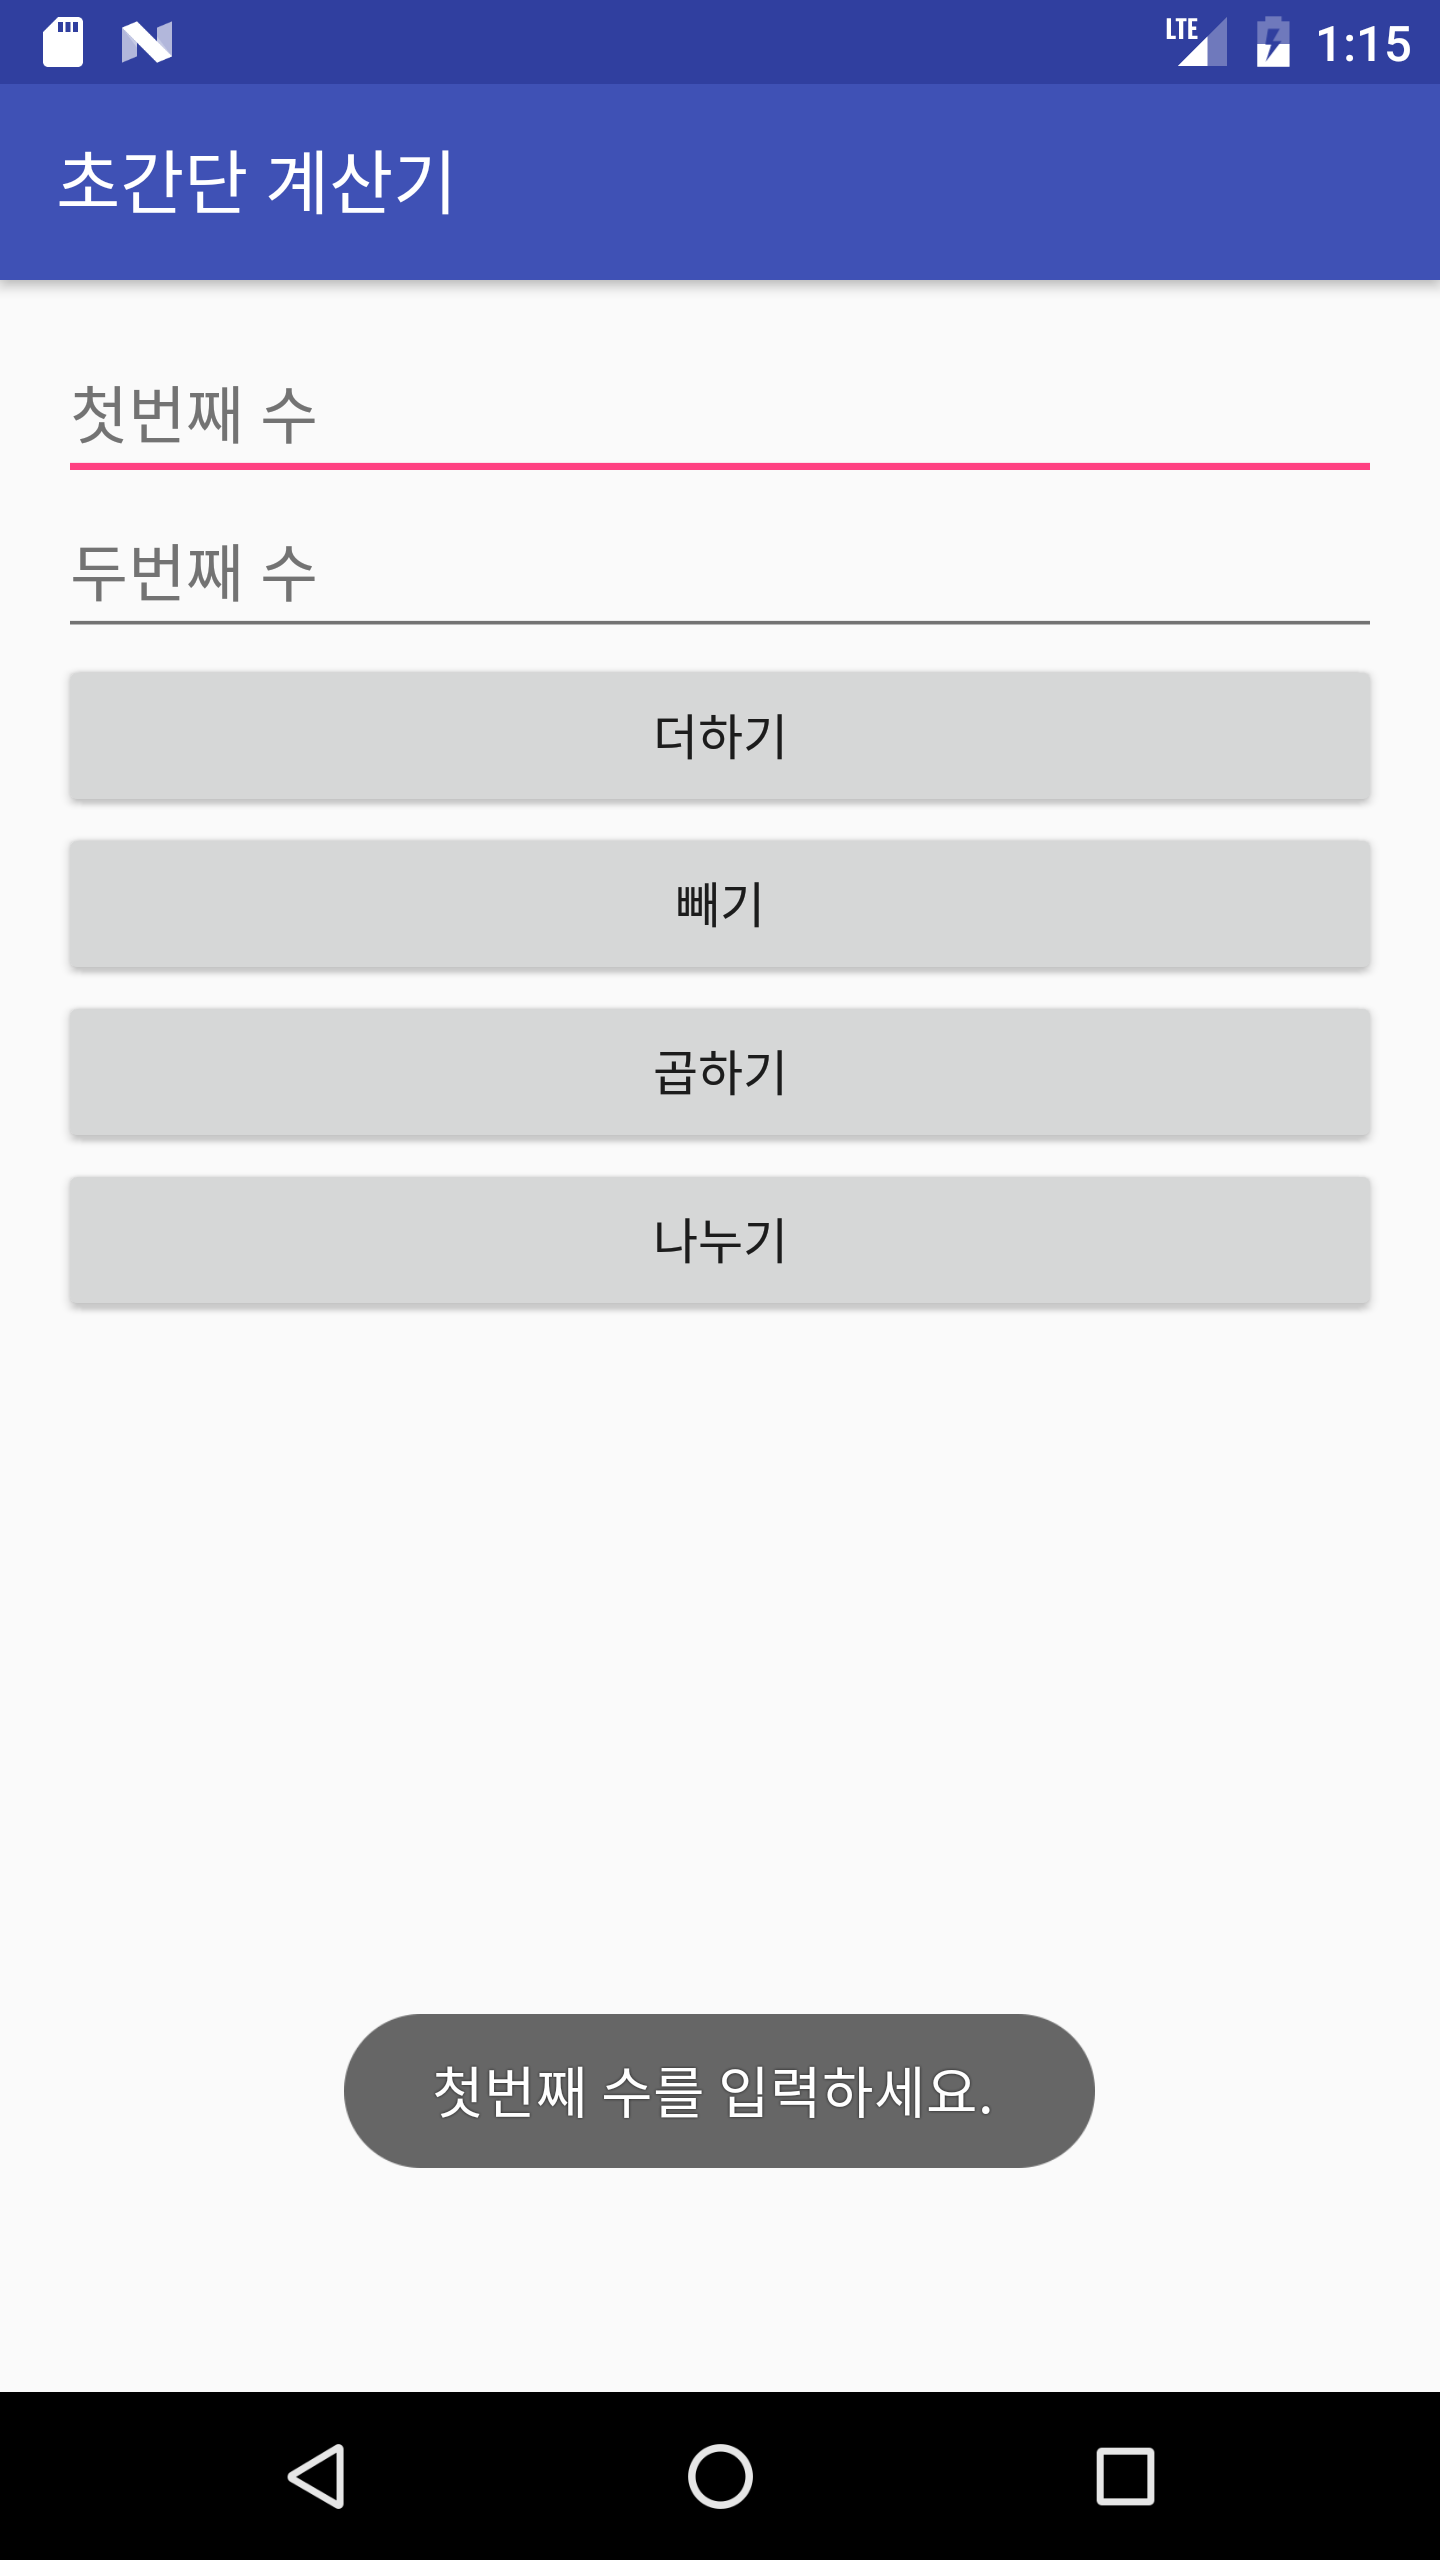 LTE 1:15
초간단 계산기
첫번째 수
두번째 수
더하기
빼기
곱하기
나누기
첫번째 수를 입력하세요.